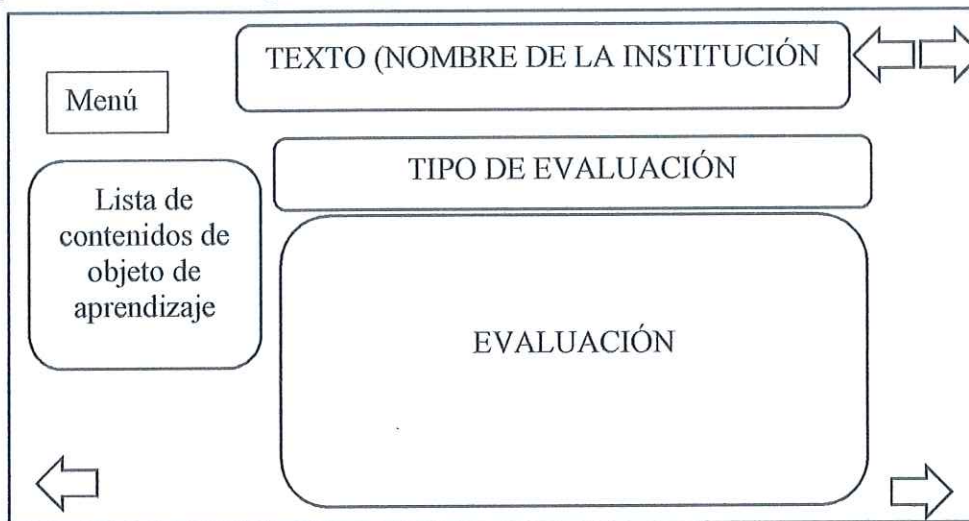 TEXTO (NOMBRE DE LA INSTITUCIÓN
Menú
TIPO DE EVALUACIÓN
Lista de
contenidos de
objeto de
aprendizaje
EVALUACIÓN